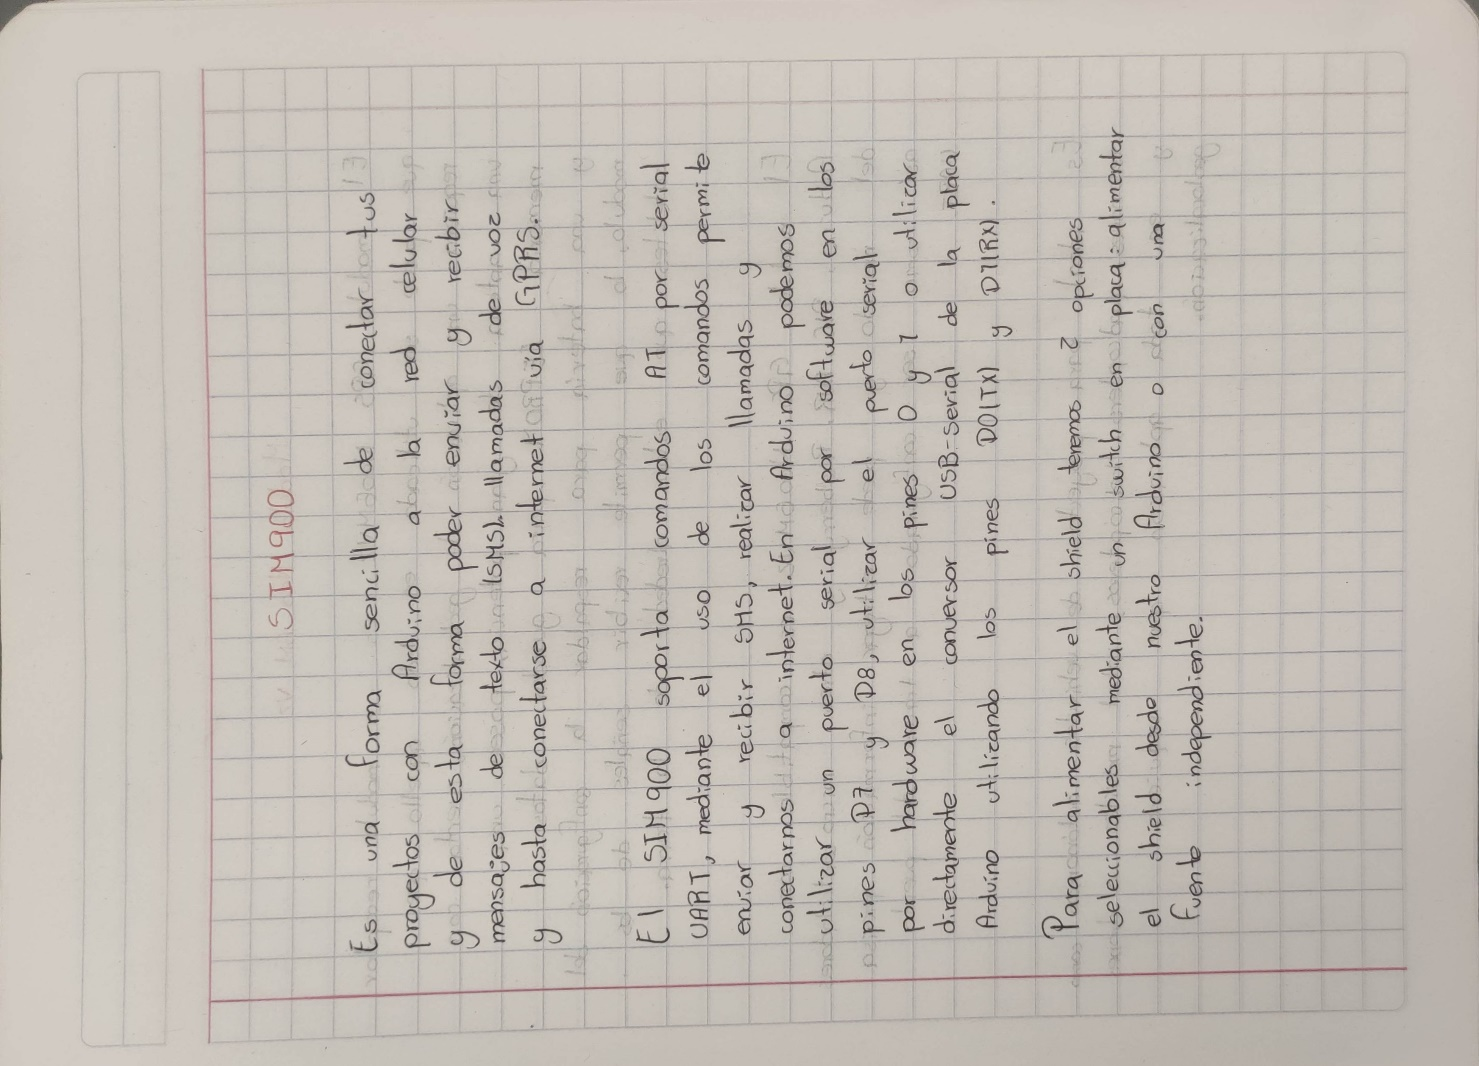 SIM900
Es una forma sencilla de conectar tus
proyectos con Arduino a la red celular
y de esta forma poder enviar y recibir
mensajes de texto (SMS), llamadas de voz
y hasta conectarse a internet vía GPRS.
El SIM900 soporta comandos AT por serial
UART, mediante el uso de los comandos permite
enviar y recibir SMS, realizar llamadas y
conectarnos a internet. En Arduino podemos
utilizar un puerto serial por software en los
pines P7 y D8, utilizar el puerto serial
por hardware en los pines 0 y 1 o utilizar
directamente el conversor USB-serial de la placa
Arduino utilizando los pines D0(TX) y D1(RX).
Para alimentar el shield tenemos 2 opciones
seleccionables mediante un switch en placa: alimentar
el shield desde nuestro Arduino o con una
fuente independiente.